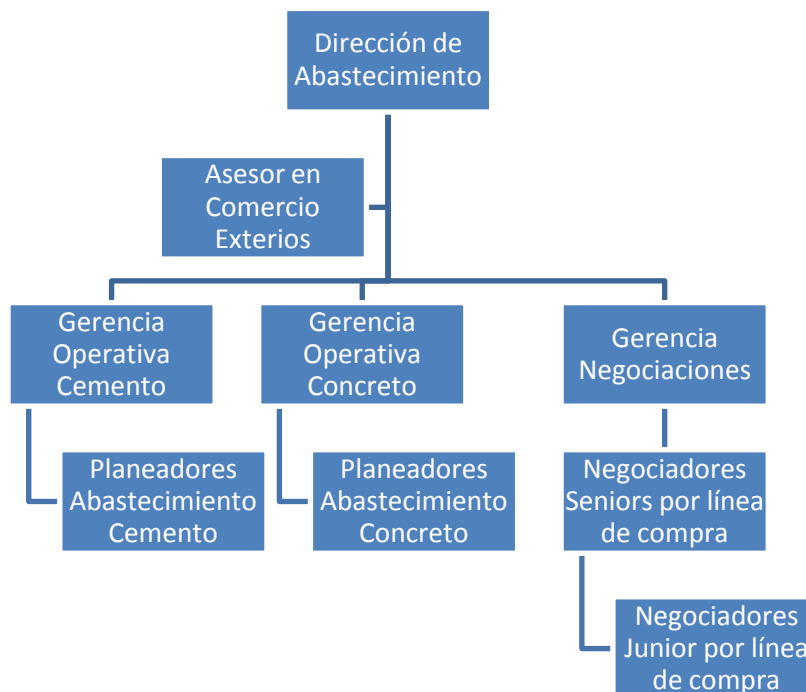 Dirección de
Abastecimiento
Asesor en
Comercio
Exterios
Gerencia
Operativa
Cemento
Gerencia
Operativa
Concreto
Gerencia
Negociaciones
Planeadores
Abastecimiento
Cemento
Planeadores
Abastecimiento
Concreto
Negociadores
Seniors por línea
de compra
Negociadores
Junior por línea
de compra